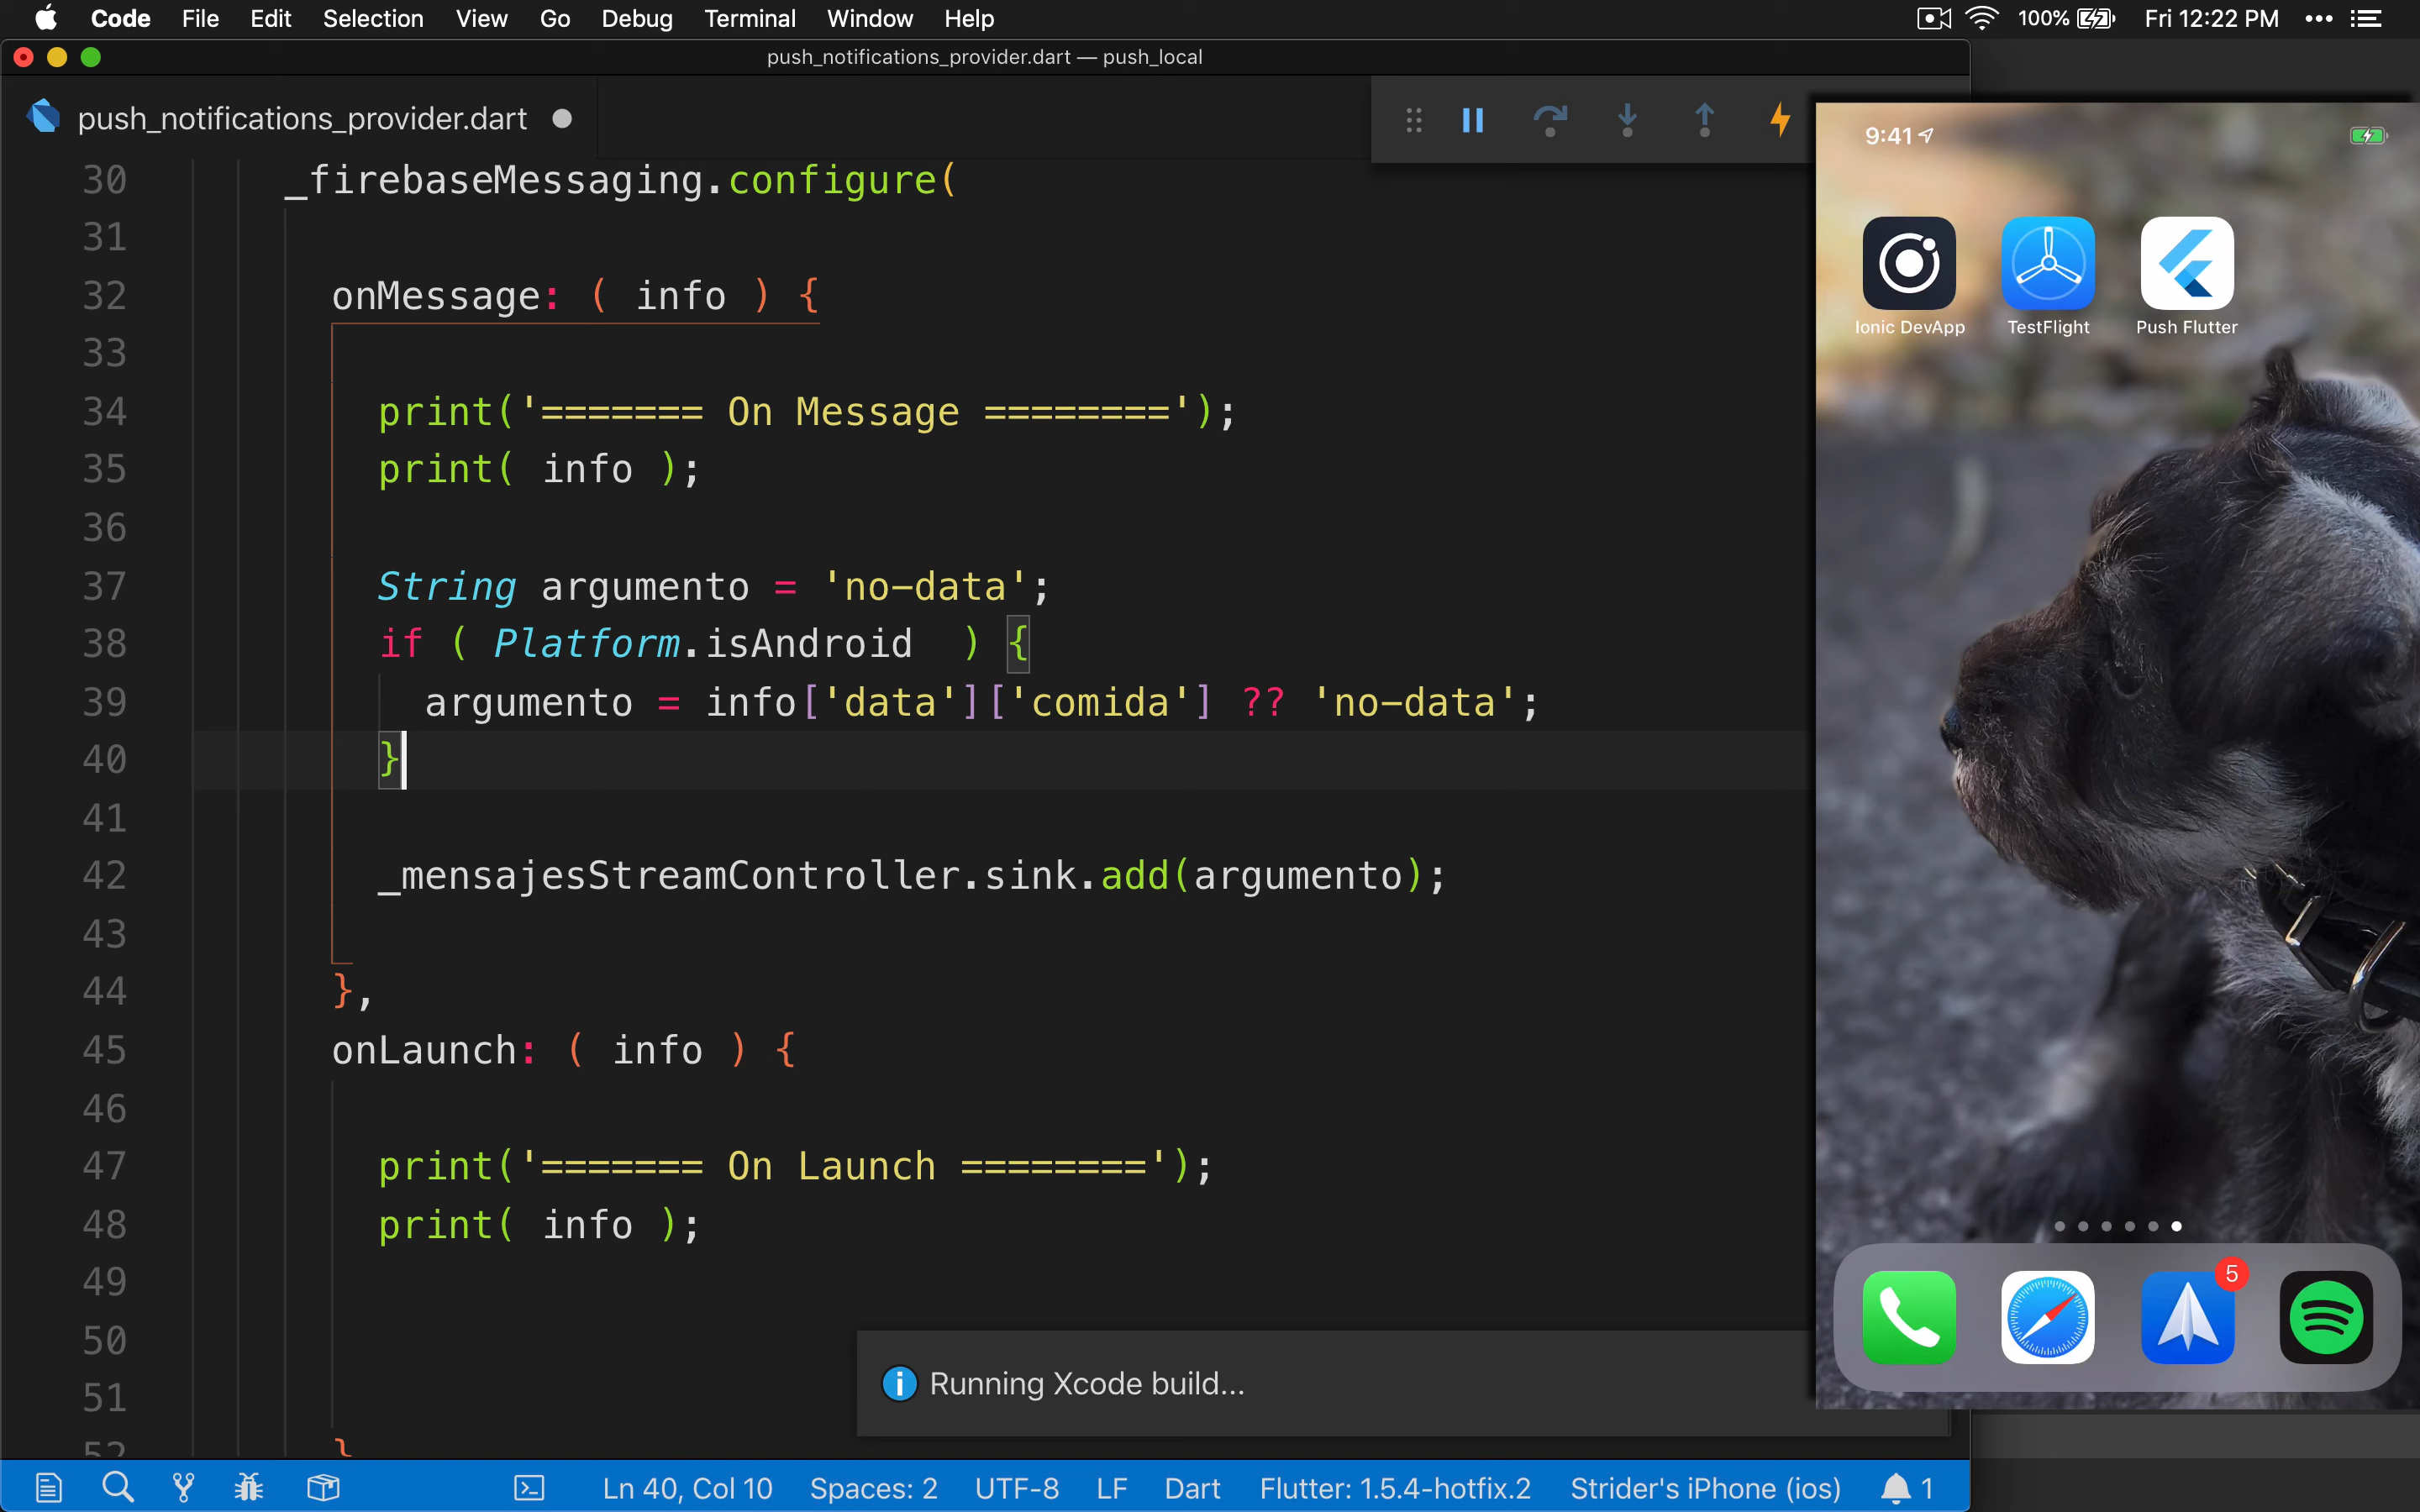 Code File Edit Selection View Go Debug Terminal Window Help 100% Fri 12:22 PM
push_notifications_provider.dart — push_local
push_notifications_provider.dart
30 _firebaseMessaging.configure(
31
32 onMessage: ( info ) {
33
34 print('======= On Message ========');
35 print( info );
36
37 String argumento = 'no-data';
38 if ( Platform.isAndroid  ) {
39 argumento = info['data']['comida'] ?? 'no-data';
40 }
41
42 _mensajesStreamController.sink.add(argumento);
43
44 },
45 onLaunch: ( info ) {
46
47 print('======= On Launch ========');
48 print( info );
49
50
51
52 }
Running Xcode build...
Ln 40, Col 10 Spaces: 2 UTF-8 LF Dart Flutter: 1.5.4-hotfix.2 Strider's iPhone (ios) 1
9:41
Ionic DevApp TestFlight Push Flutter
5